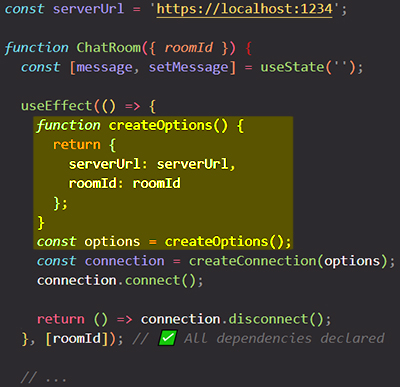 const serverUrl = 'https://localhost:1234';
function ChatRoom({ roomId }) {
const [message, setMessage] = useState('');
useEffect(() => {
function createOptions() {
return {
serverUrl: serverUrl,
roomId: roomId
};
}
const options = createOptions();
const connection = createConnection(options);
connection.connect();
return () => connection.disconnect();
}, [roomId]); // ✅ All dependencies declared
// ...